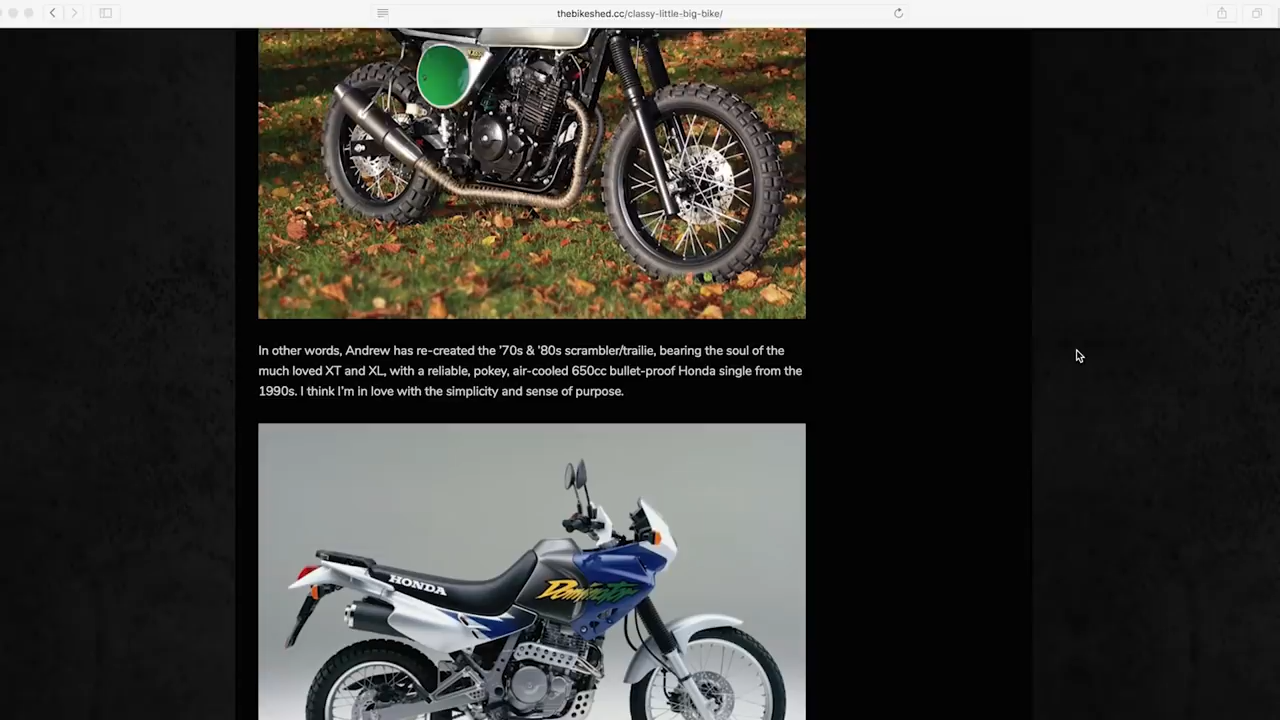 thebikeshed.cc/classy-little-big-bike/
In other words, Andrew has re-created the '70s & '80s scrambler/trailie, bearing the soul of the
much loved XT and XL, with a reliable, pokey, air-cooled 650cc bullet-proof Honda single from the
1990s. I think I'm in love with the simplicity and sense of purpose.
HONDA
Dominator